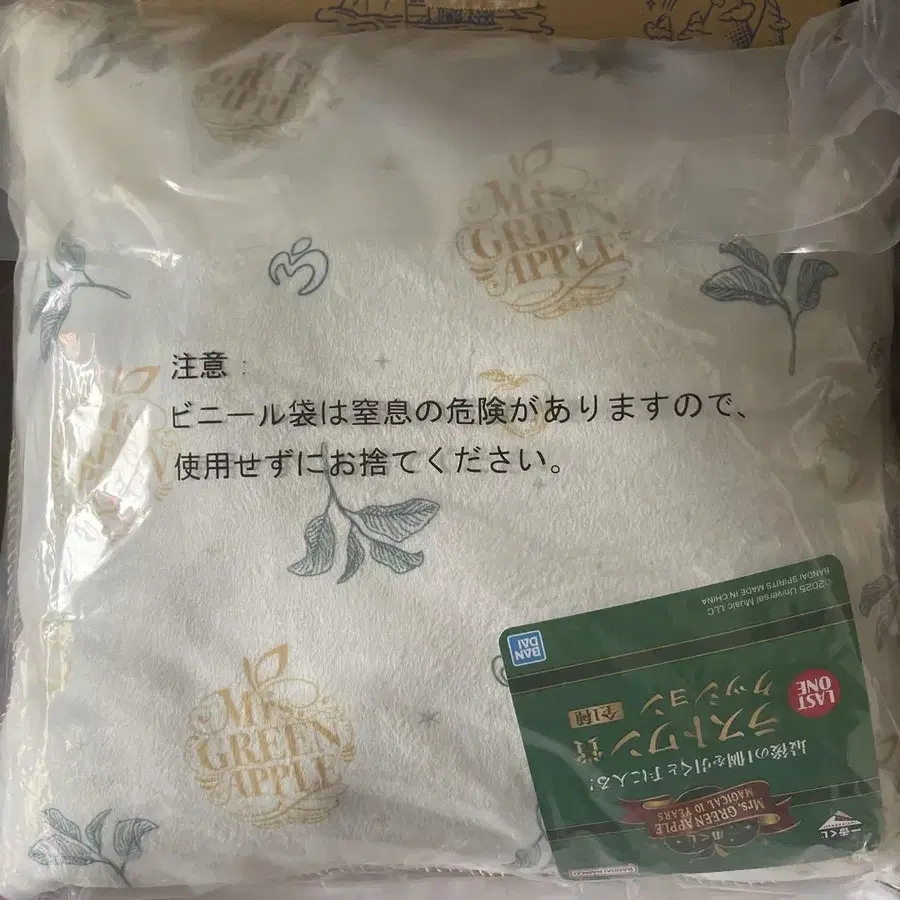 Mrs.
GREEN
APPLE
注意：
ビニール袋は窒息の危険がありますので、
使用せずにお捨てください。
Mrs.
GREEN
APPLE
一番くじ
Mrs. GREEN APPLE
MAGICAL 10 YEARS
最後の1個を引くと手に入る!
LAST
ONE
ラストワン賞
クッション
全1種
BAN
DAI
©2025 Universal Music LLC
BANDAI SPIRITS MADE IN CHINA